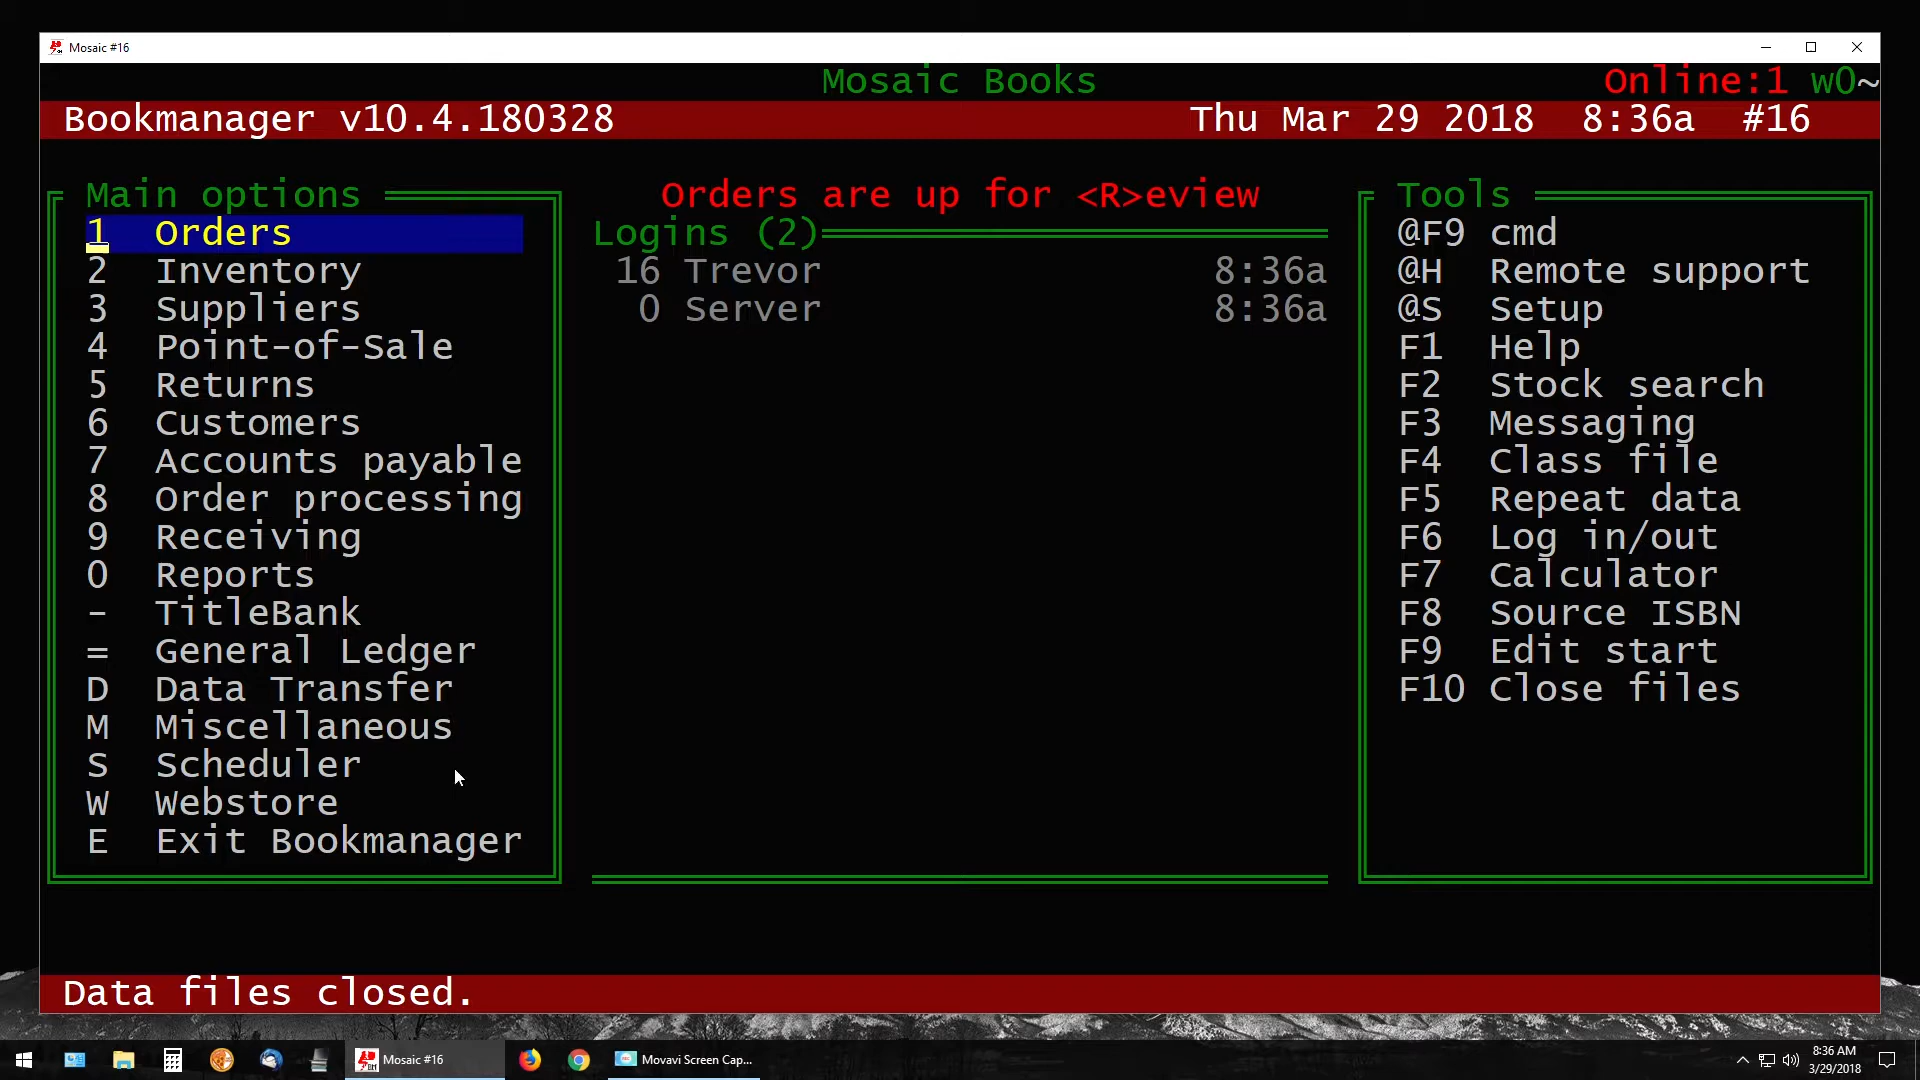 Mosaic #16
Mosaic Books
Online:1 wO~
Bookmanager v10.4.180328
Thu Mar 29 2018 8:36a #16
Main options
1 Orders
2 Inventory
3 Suppliers
4 Point-of-Sale
5 Returns
6 Customers
7 Accounts payable
8 Order processing
9 Receiving
0 Reports
- TitleBank
= General Ledger
D Data Transfer
M Miscellaneous
S Scheduler
W Webstore
E Exit Bookmanager
Orders are up for <R>eview
Logins (2)
16 Trevor 8:36a
0 Server 8:36a
Tools
@F9 cmd
@H Remote support
@S Setup
F1 Help
F2 Stock search
F3 Messaging
F4 Class file
F5 Repeat data
F6 Log in/out
F7 Calculator
F8 Source ISBN
F9 Edit start
F10 Close files
Data files closed.
Mosaic #16
Movavi Screen Cap...
8:36 AM
3/29/2018